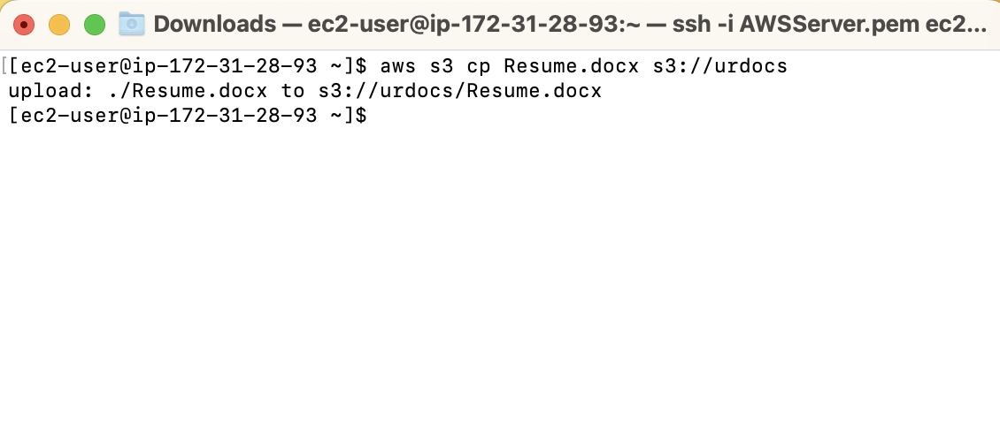 Downloads — ec2-user@ip-172-31-28-93:~ — ssh -i AWSServer.pem ec2...
[[ec2-user@ip-172-31-28-93 ~]$ aws s3 cp Resume.docx s3://urdocs
upload: ./Resume.docx to s3://urdocs/Resume.docx
[ec2-user@ip-172-31-28-93 ~]$